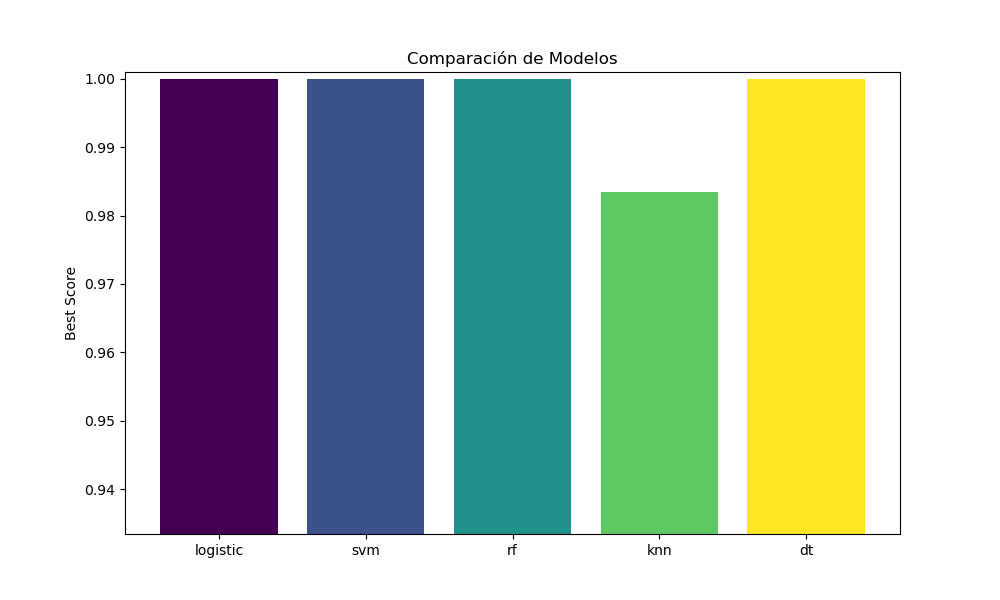 Comparación de Modelos
Best Score
1.00
0.99
0.98
0.97
0.96
0.95
0.94
logistic
svm
rf
knn
dt